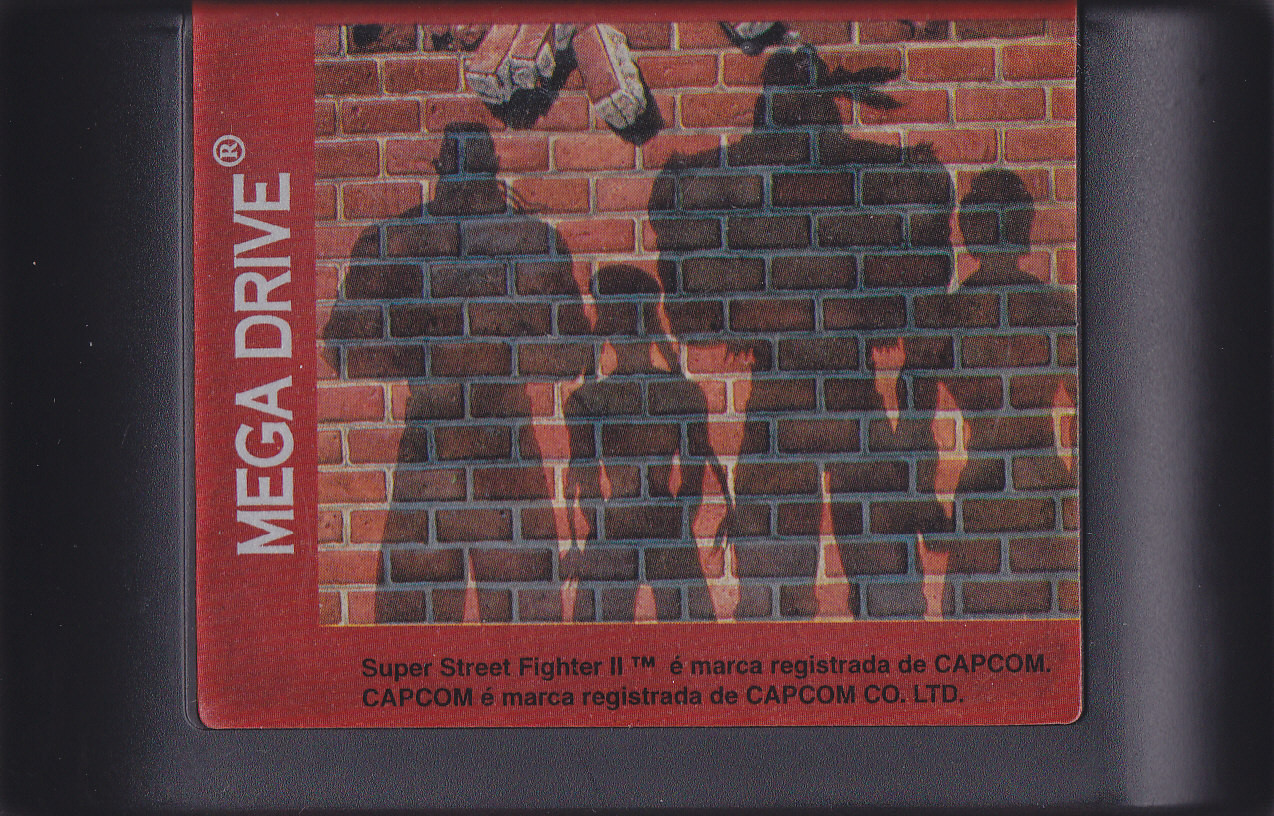 MEGA DRIVE®
Super Street Fighter II ™ é marca registrada de CAPCOM.
CAPCOM é marca registrada de CAPCOM CO. LTD.